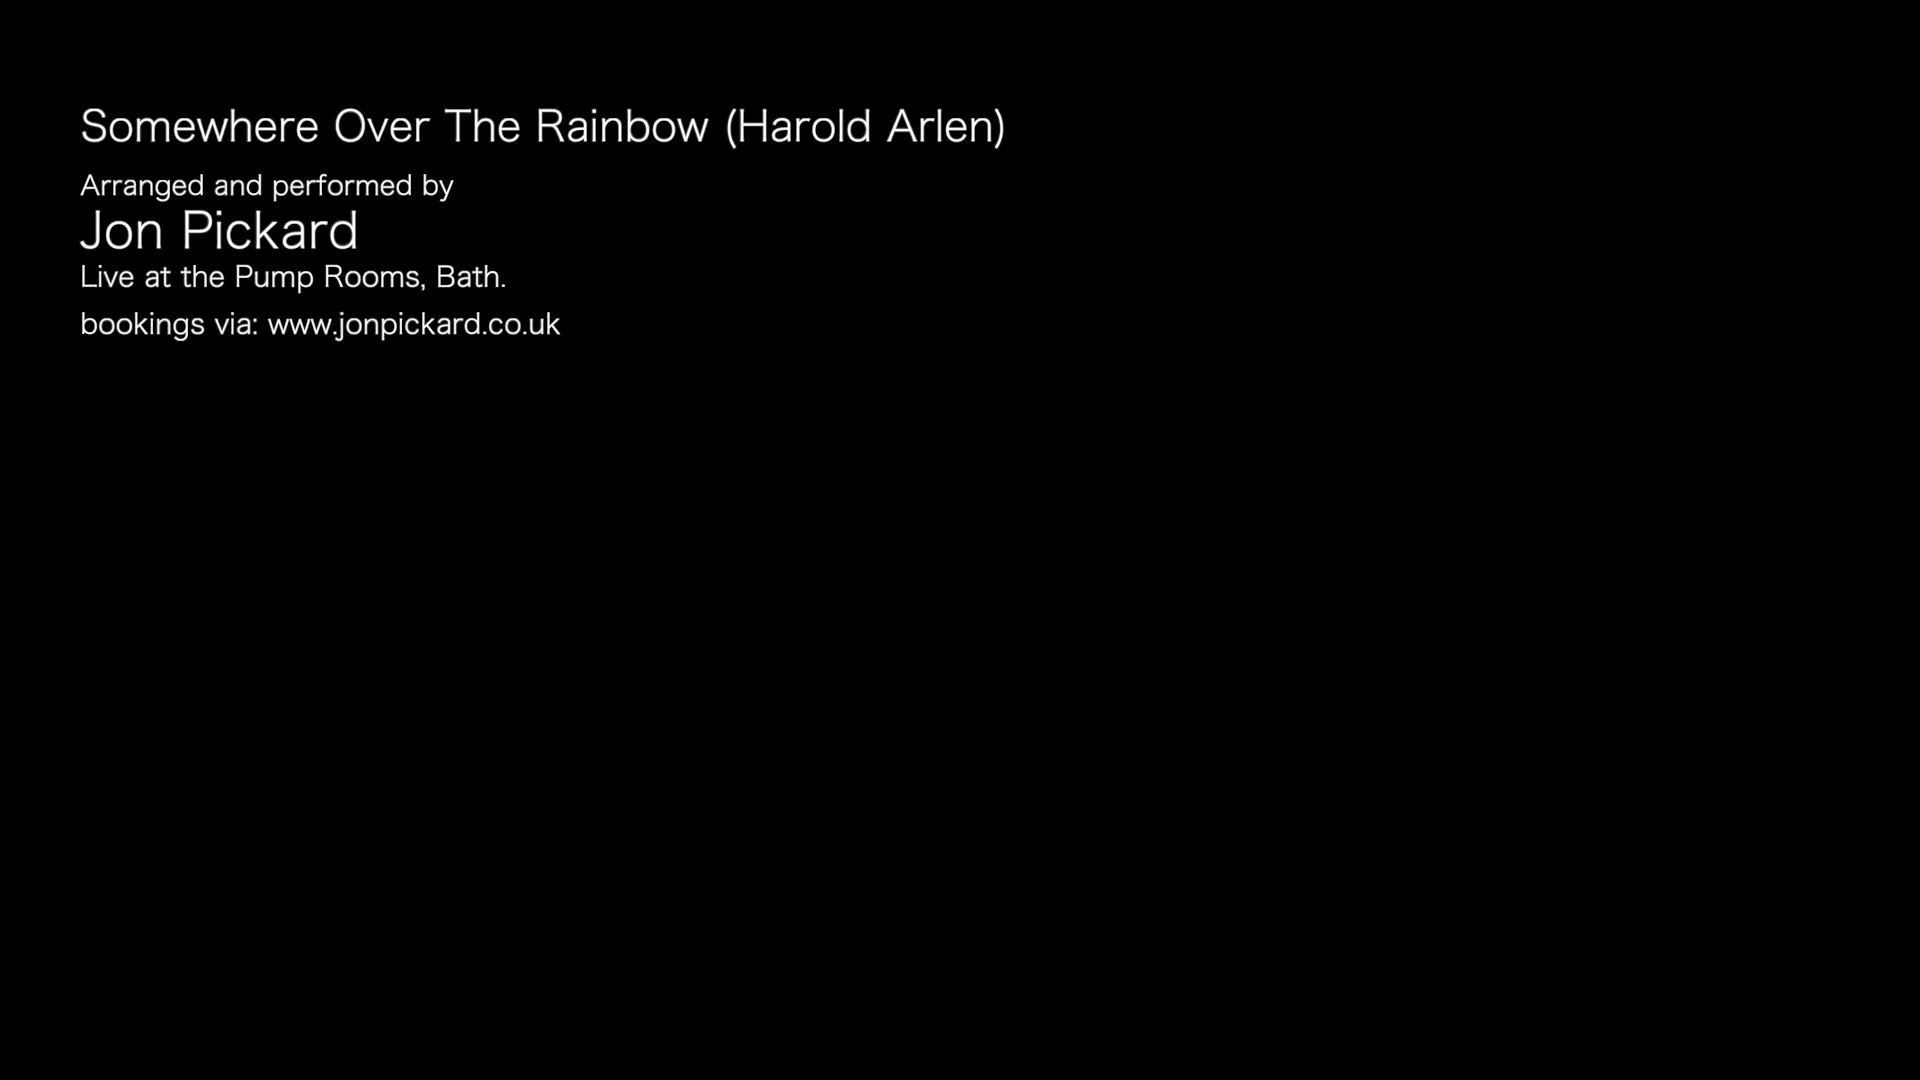 Somewhere Over The Rainbow (Harold Arlen)
Arranged and performed by
Jon Pickard
Live at the Pump Rooms, Bath.
bookings via: www.jonpickard.co.uk